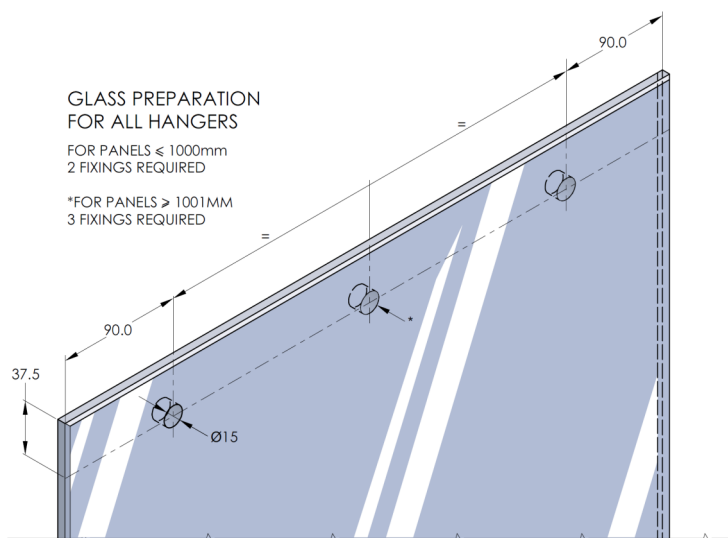 90.0
GLASS PREPARATION
FOR ALL HANGERS
FOR PANELS ⩽ 1000mm
2 FIXINGS REQUIRED
=
*FOR PANELS ⩾ 1001MM
3 FIXINGS REQUIRED
=
*
90.0
37.5
Ø15